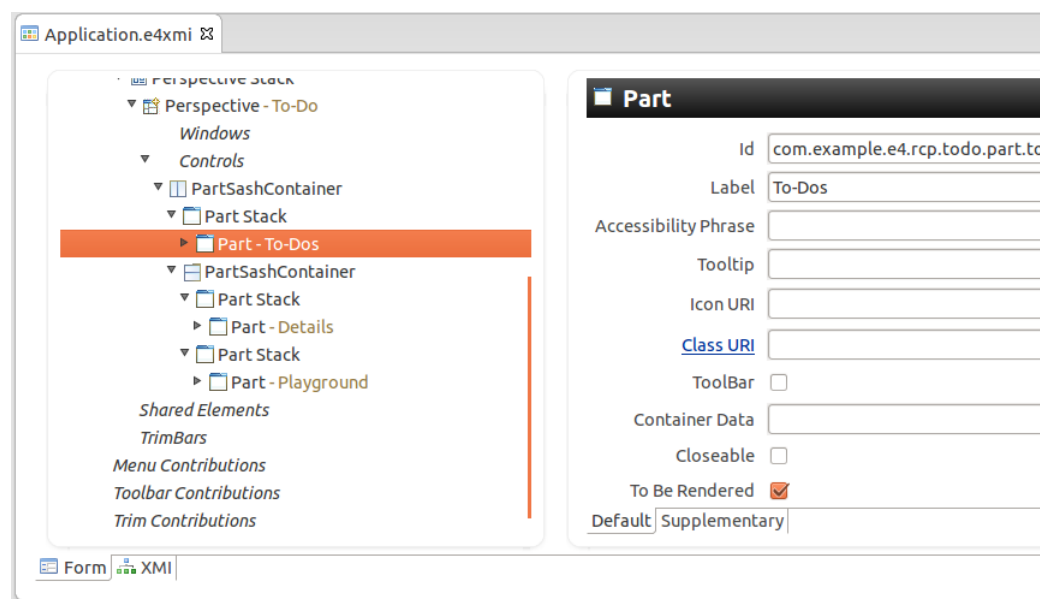 Application.e4xmi
Perspective Stack
Perspective - To-Do
Windows
Controls
PartSashContainer
Part Stack
Part - To-Dos
PartSashContainer
Part Stack
Part - Details
Part Stack
Part - Playground
Shared Elements
TrimBars
Menu Contributions
Toolbar Contributions
Trim Contributions
Part
Id com.example.e4.rcp.todo.part.to
Label To-Dos
Accessibility Phrase
Tooltip
Icon URI
Class URI
ToolBar
Container Data
Closeable
To Be Rendered
Default Supplementary
Form XMI